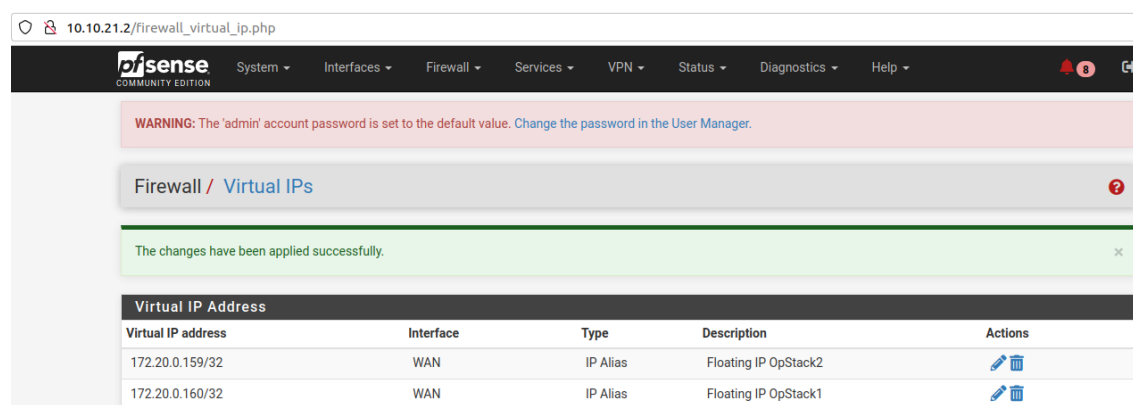 10.10.21.2/firewall_virtual_ip.php
pfsense COMMUNITY EDITION System Interfaces Firewall Services VPN Status Diagnostics Help 8
WARNING: The 'admin' account password is set to the default value. Change the password in the User Manager.
Firewall / Virtual IPs ?
The changes have been applied successfully. ×
Virtual IP Address
Virtual IP address Interface Type Description Actions
172.20.0.159/32 WAN IP Alias Floating IP OpStack2
172.20.0.160/32 WAN IP Alias Floating IP OpStack1